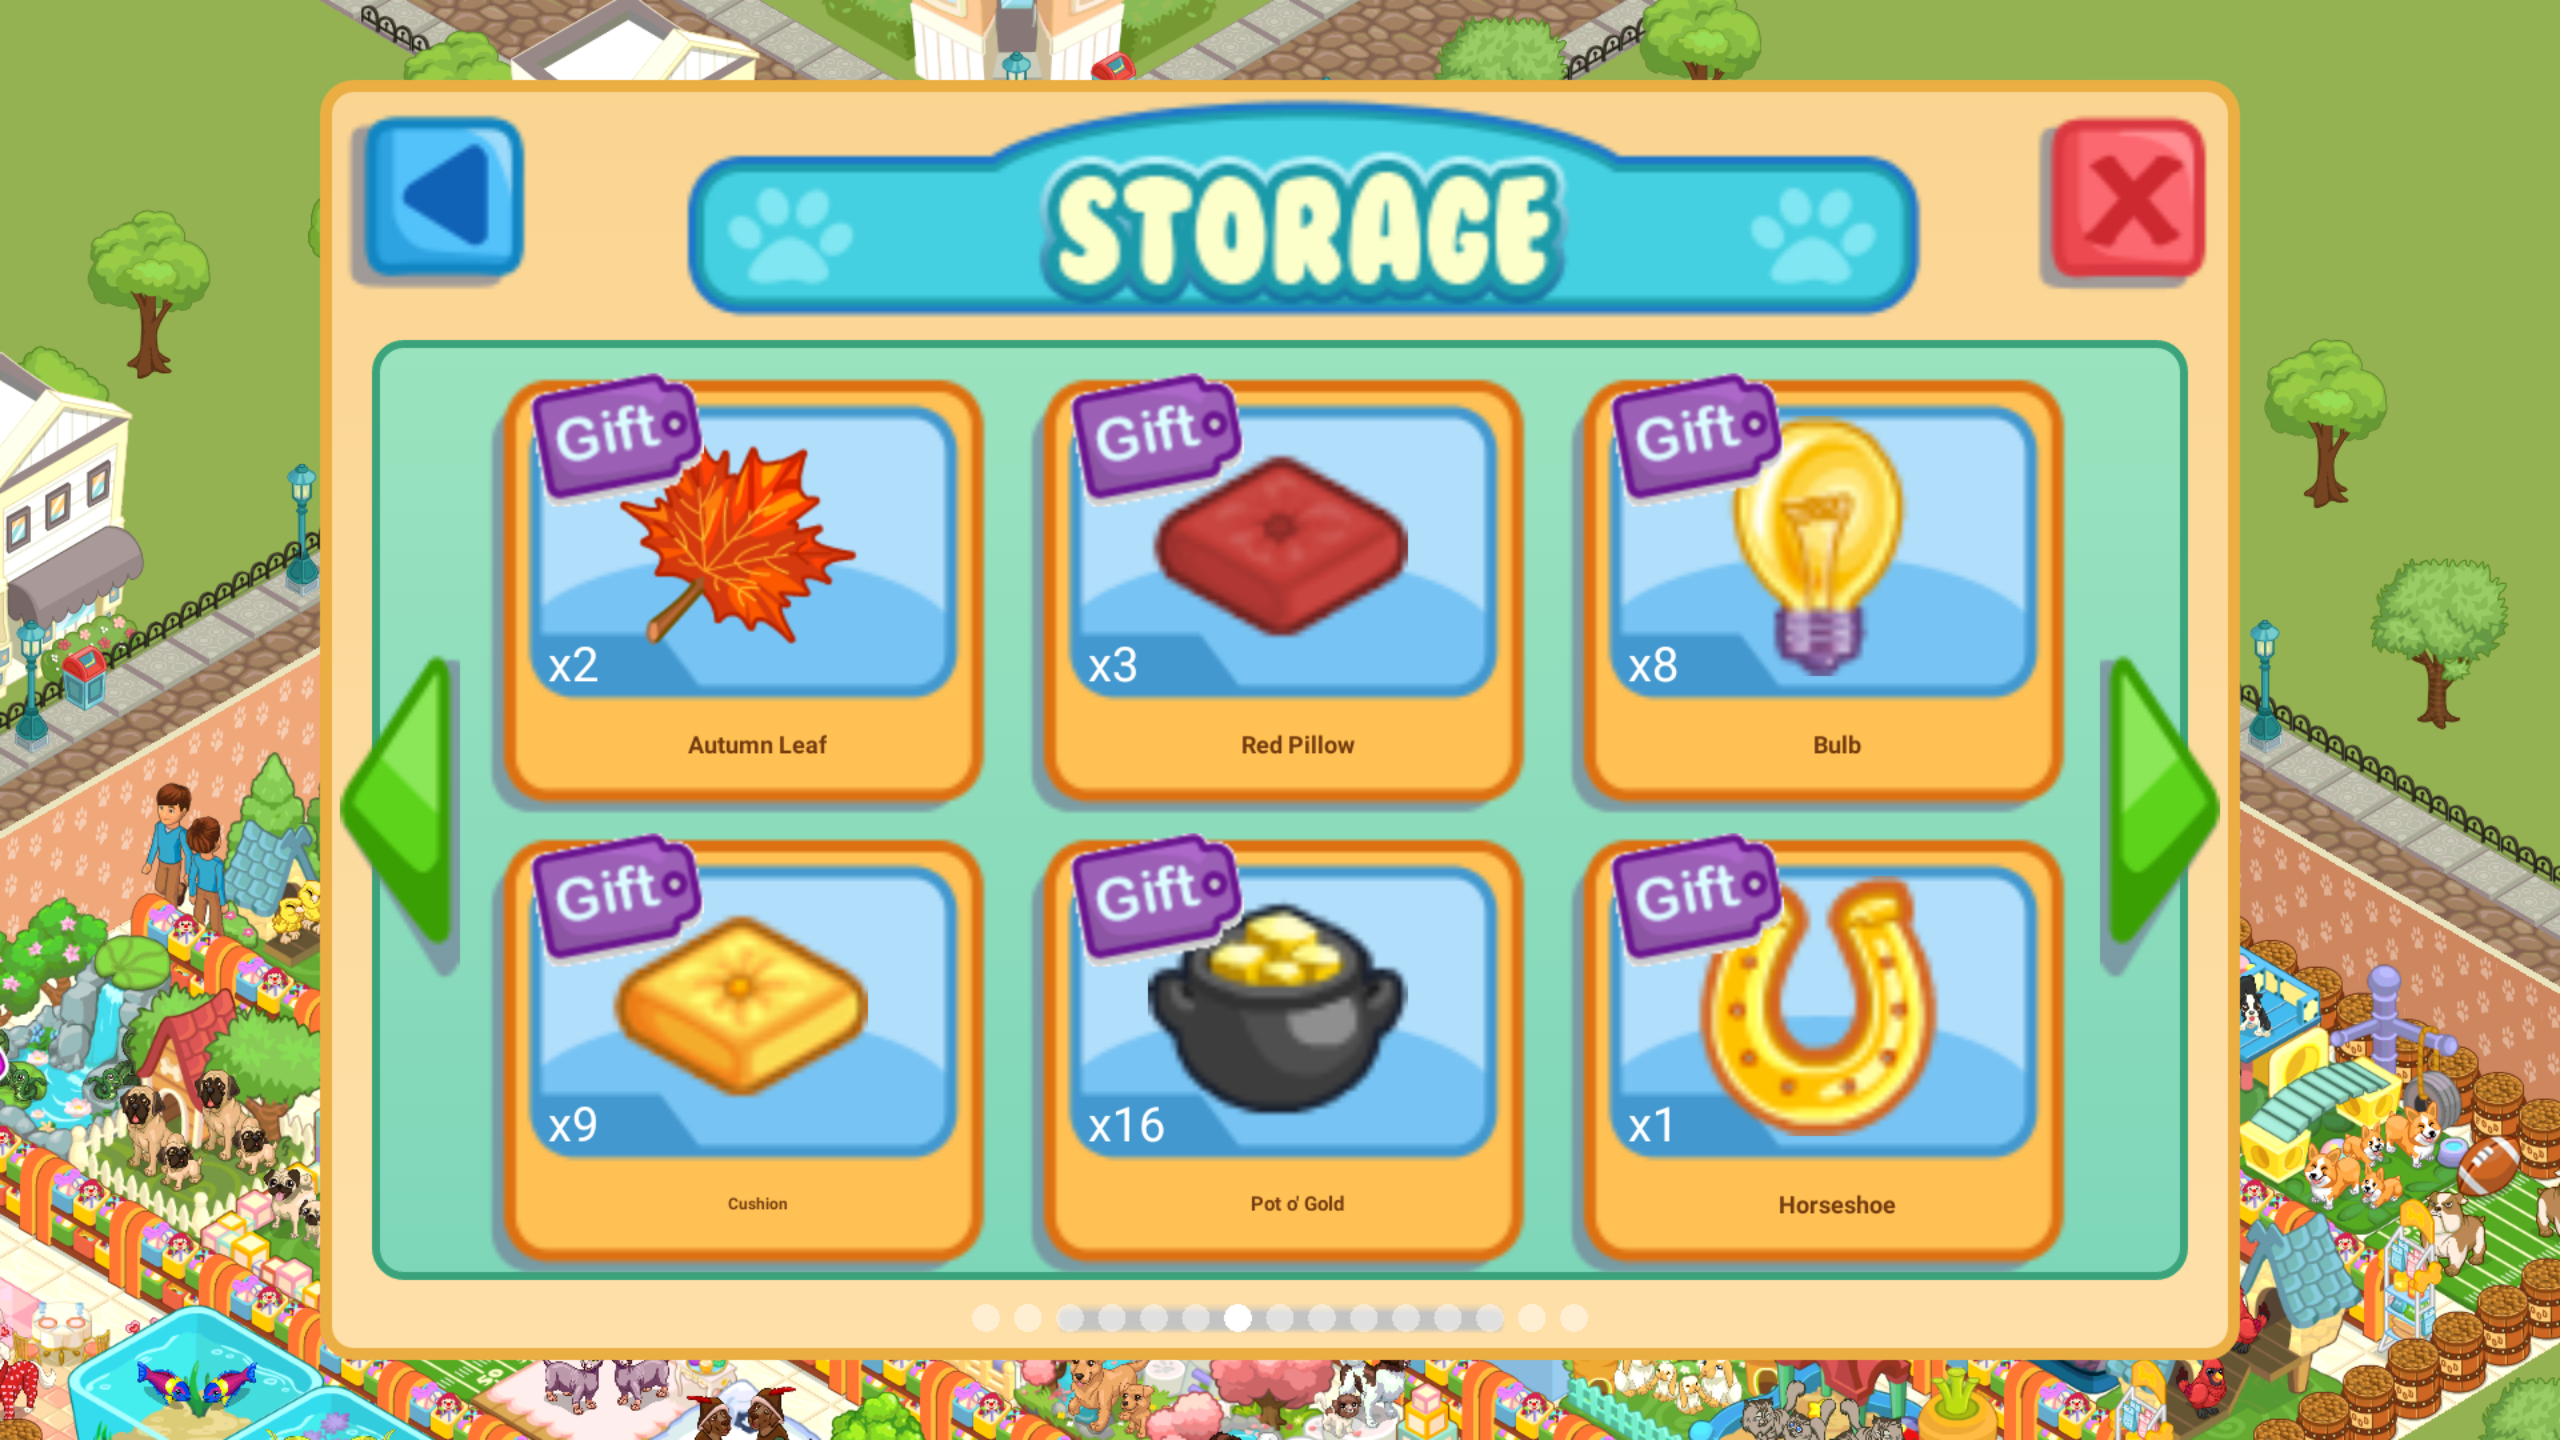 STORAGE
Gift
x2
Autumn Leaf
Gift
x3
Red Pillow
Gift
x8
Bulb
Gift
x9
Cushion
Gift
x16
Pot o' Gold
Gift
x1
Horseshoe
50